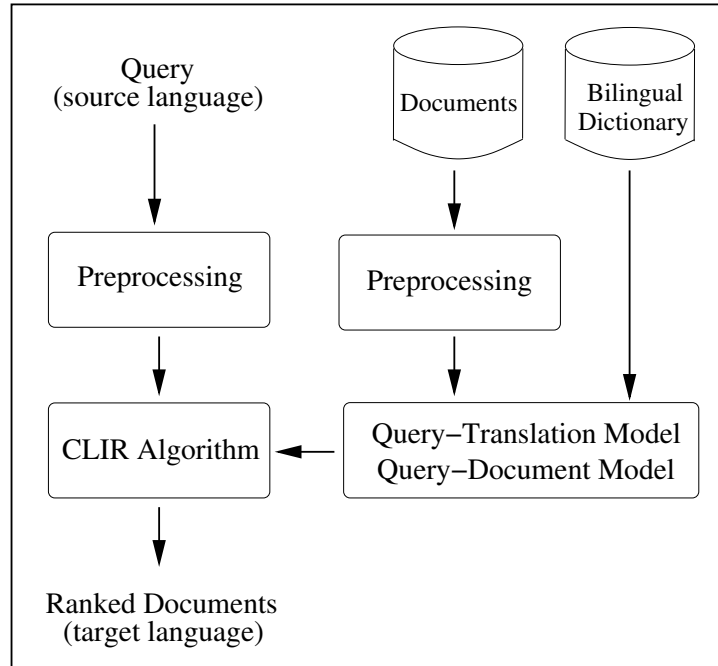 Query
(source language)
Documents
Bilingual
Dictionary
Preprocessing
Preprocessing
CLIR Algorithm
Query−Translation Model
Query−Document Model
Ranked Documents
(target language)